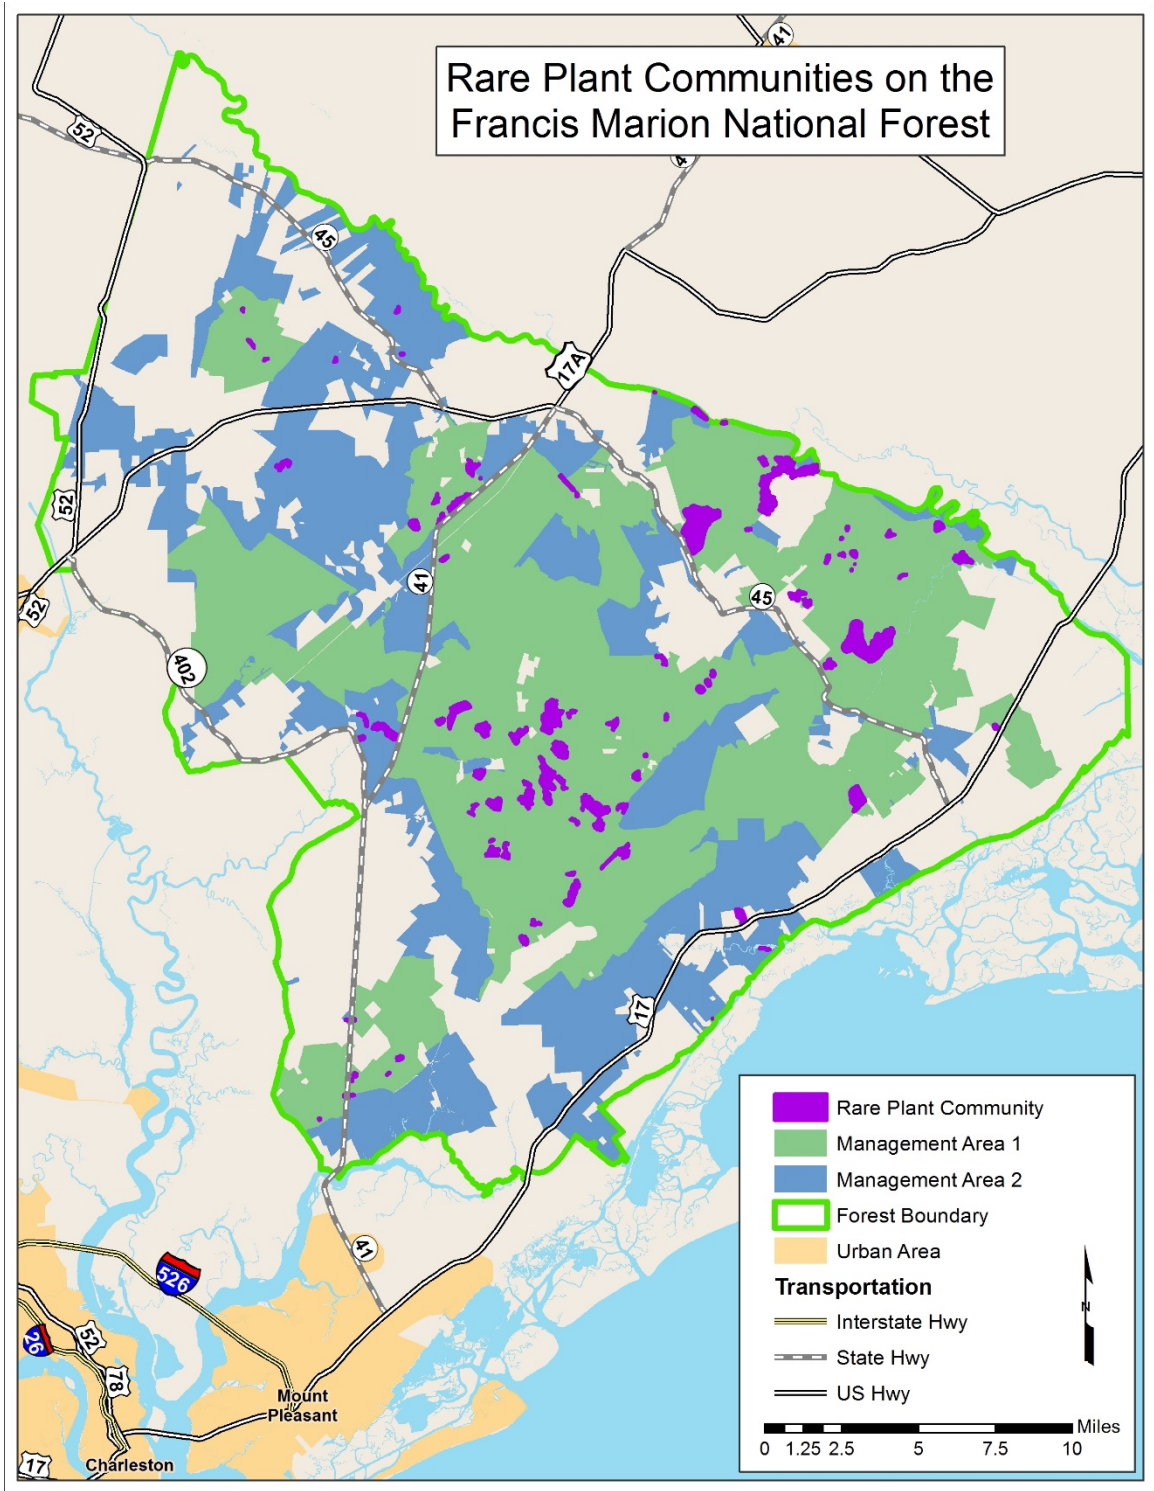 41
Rare Plant Communities on the
Francis Marion National Forest
52
45
17A
52
41
52
45
402
17
Rare Plant Community
Management Area 1
Management Area 2
Forest Boundary
Urban Area
Transportation
Interstate Hwy
State Hwy
US Hwy
N
Miles
0 1.25 2.5 5 7.5 10
41
526
26
52
78
Mount
Pleasant
17
Charleston